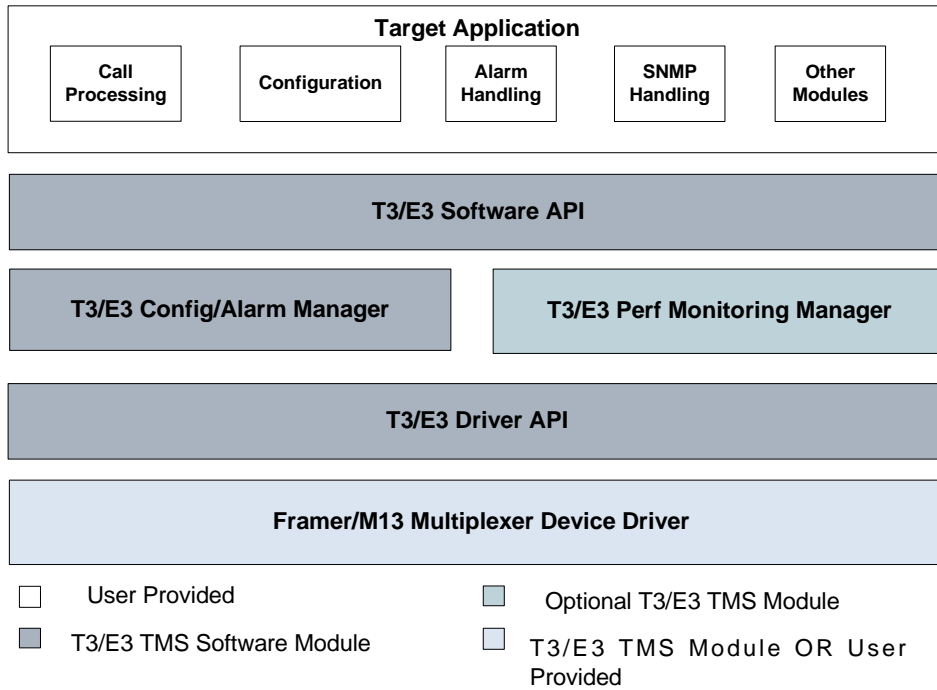 Target Application
Call
Processing
Configuration
Alarm
Handling
SNMP
Handling
Other
Modules
T3/E3 Software API
T3/E3 Config/Alarm Manager
T3/E3 Perf Monitoring Manager
T3/E3 Driver API
Framer/M13 Multiplexer Device Driver
User Provided
Optional T3/E3 TMS Module
T3/E3 TMS Software Module
T3/E3 TMS Module OR User
Provided